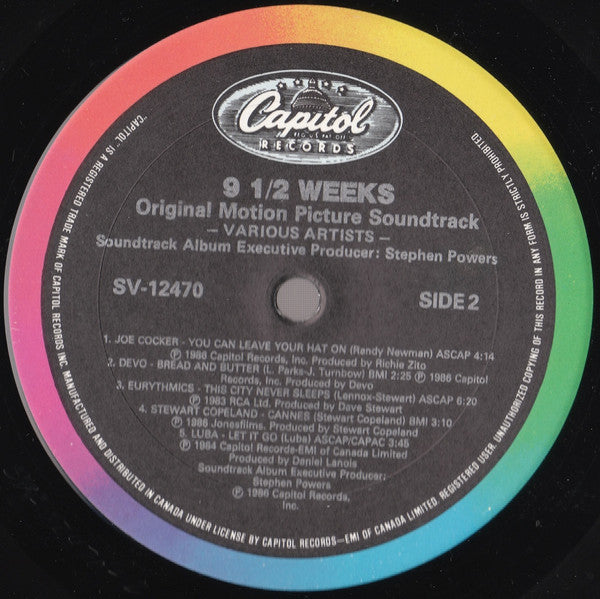 Capitol
RECORDS
9 1/2 WEEKS
Original Motion Picture Soundtrack
– VARIOUS ARTISTS –
Soundtrack Album Executive Producer: Stephen Powers
SV-12470
SIDE 2
1. JOE COCKER - YOU CAN LEAVE YOUR HAT ON (Randy Newman) ASCAP 4:14
Ⓟ 1986 Capitol Records, Inc. Produced by Richie Zito
2. DEVO - BREAD AND BUTTER (L. Parks-J. Turnbow) BMI 2:25 Ⓟ 1986 Capitol
Records, Inc. Produced by Devo
3. EURYTHMICS - THIS CITY NEVER SLEEPS (Lennox-Stewart) ASCAP 6:20
Ⓟ 1983 RCA Ltd. Produced by Dave Stewart
4. STEWART COPELAND - CANNES (Stewart Copeland) BMI 3:10
Ⓟ 1986 Jonesfilms. Produced by Stewart Copeland
5. LUBA - LET IT GO (Luba) ASCAP/CAPAC 3:45
Ⓟ 1984 Capitol Records-EMI of Canada Limited
Produced by Daniel Lanois
Soundtrack Album Executive Producer:
Stephen Powers
Ⓟ 1986 Capitol Records,
Inc.
"CAPITOL" IS A REGISTERED TRADE MARK OF CAPITOL RECORDS INC. MANUFACTURED AND DISTRIBUTED IN CANADA UNDER LICENSE BY CAPITOL RECORDS—EMI OF CANADA LIMITED. REGISTERED USER. UNAUTHORIZED COPYING OF THIS RECORD IN ANY FORM IS STRICTLY PROHIBITED.